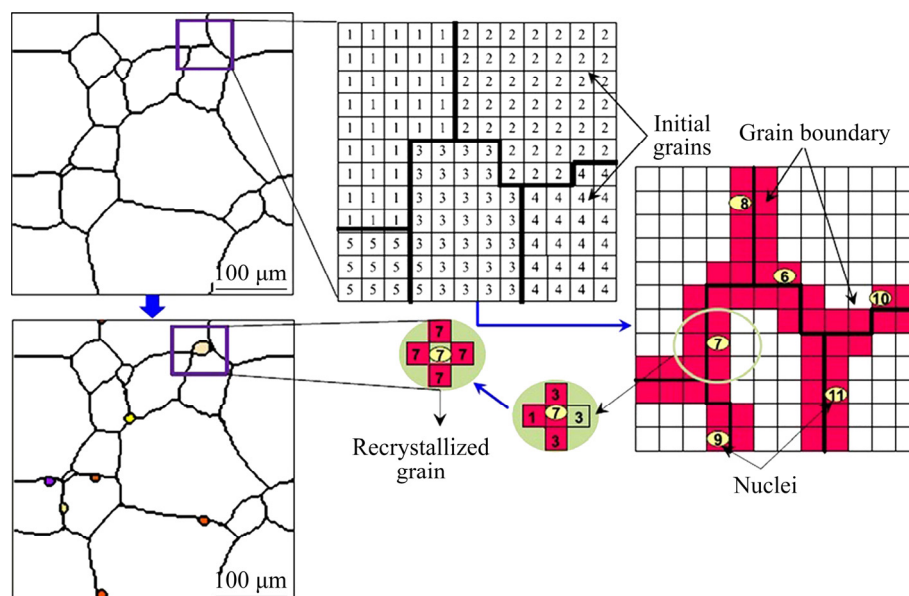 1 1 1 1 1 2 2 2 2 2 2 2
1 1 1 1 1 2 2 2 2 2 2 2
1 1 1 1 1 2 2 2 2 2 2 2
1 1 1 1 1 2 2 2 2 2 2 2
1 1 1 1 1 2 2 2 2 2 2 2
1 1 1 3 3 3 3 2 2 2 2 2
1 1 1 3 3 3 3 2 2 2 4 4
1 1 1 3 3 3 3 3 4 4 4 4
1 1 1 3 3 3 3 3 4 4 4 4
5 5 5 3 3 3 3 3 4 4 4 4
5 5 5 5 3 3 3 3 4 4 4 4
5 5 5 5 3 3 3 3 4 4 4 4
100 μm
Initial
grains
Grain boundary
8
6
10
7
11
9
Nuclei
7
7 7 7
7
3
1 7 3
3
Recrystallized
grain
100 μm